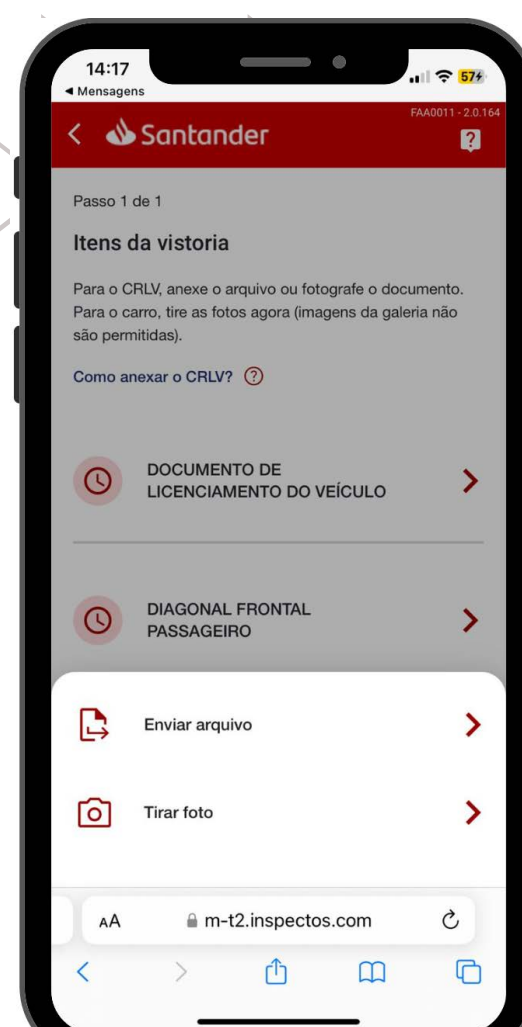 14:17
57
◄ Mensagens
FAA0011 - 2.0.164
Santander
Passo 1 de 1
Itens da vistoria
Para o CRLV, anexe o arquivo ou fotografe o documento.
Para o carro, tire as fotos agora (imagens da galeria não
são permitidas).
Como anexar o CRLV? ?
DOCUMENTO DE
LICENCIAMENTO DO VEÍCULO
DIAGONAL FRONTAL
PASSAGEIRO
Enviar arquivo
Tirar foto
AA m-t2.inspectos.com